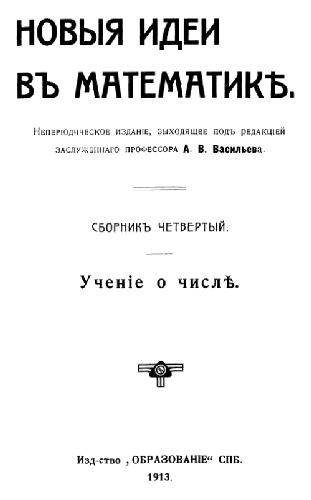 НОВЫЯ ИДЕИ
ВЪ МАТЕМАТИКѢ.
Неперіодическое изданіе, выходящее подъ редакціей
заслуженнаго профессора А. В. Васильева.
Сборникъ четвертый.
Ученіе о числѣ.
Изд-ство „ОБРАЗОВАНІЕ“ СПБ.
1913.